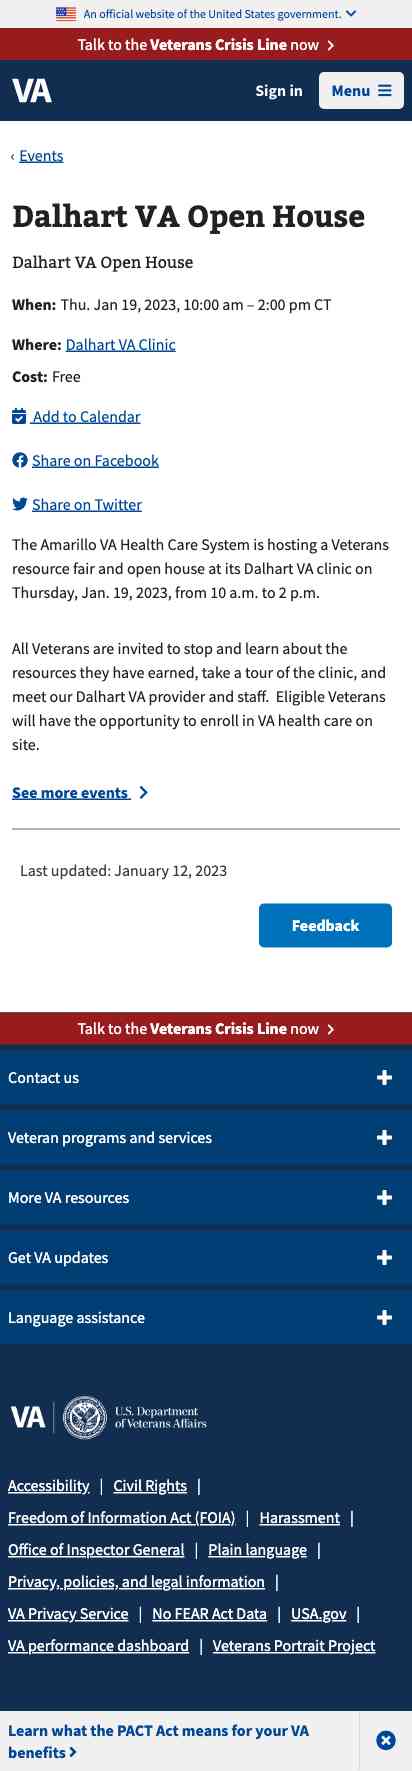 An official website of the United States government.
Talk to the Veterans Crisis Line now
VA
Sign in
Menu
‹ Events
Dalhart VA Open House
Dalhart VA Open House
When: Thu. Jan 19, 2023, 10:00 am – 2:00 pm CT
Where: Dalhart VA Clinic
Cost: Free
Add to Calendar
Share on Facebook
Share on Twitter
The Amarillo VA Health Care System is hosting a Veterans
resource fair and open house at its Dalhart VA clinic on
Thursday, Jan. 19, 2023, from 10 a.m. to 2 p.m.
All Veterans are invited to stop and learn about the
resources they have earned, take a tour of the clinic, and
meet our Dalhart VA provider and staff.  Eligible Veterans
will have the opportunity to enroll in VA health care on
site.
See more events
Last updated: January 12, 2023
Feedback
Talk to the Veterans Crisis Line now
Contact us
Veteran programs and services
More VA resources
Get VA updates
Language assistance
VA
U.S. Department
of Veterans Affairs
Accessibility | Civil Rights |
Freedom of Information Act (FOIA) | Harassment |
Office of Inspector General | Plain language |
Privacy, policies, and legal information |
VA Privacy Service | No FEAR Act Data | USA.gov |
VA performance dashboard | Veterans Portrait Project
Learn what the PACT Act means for your VA
benefits